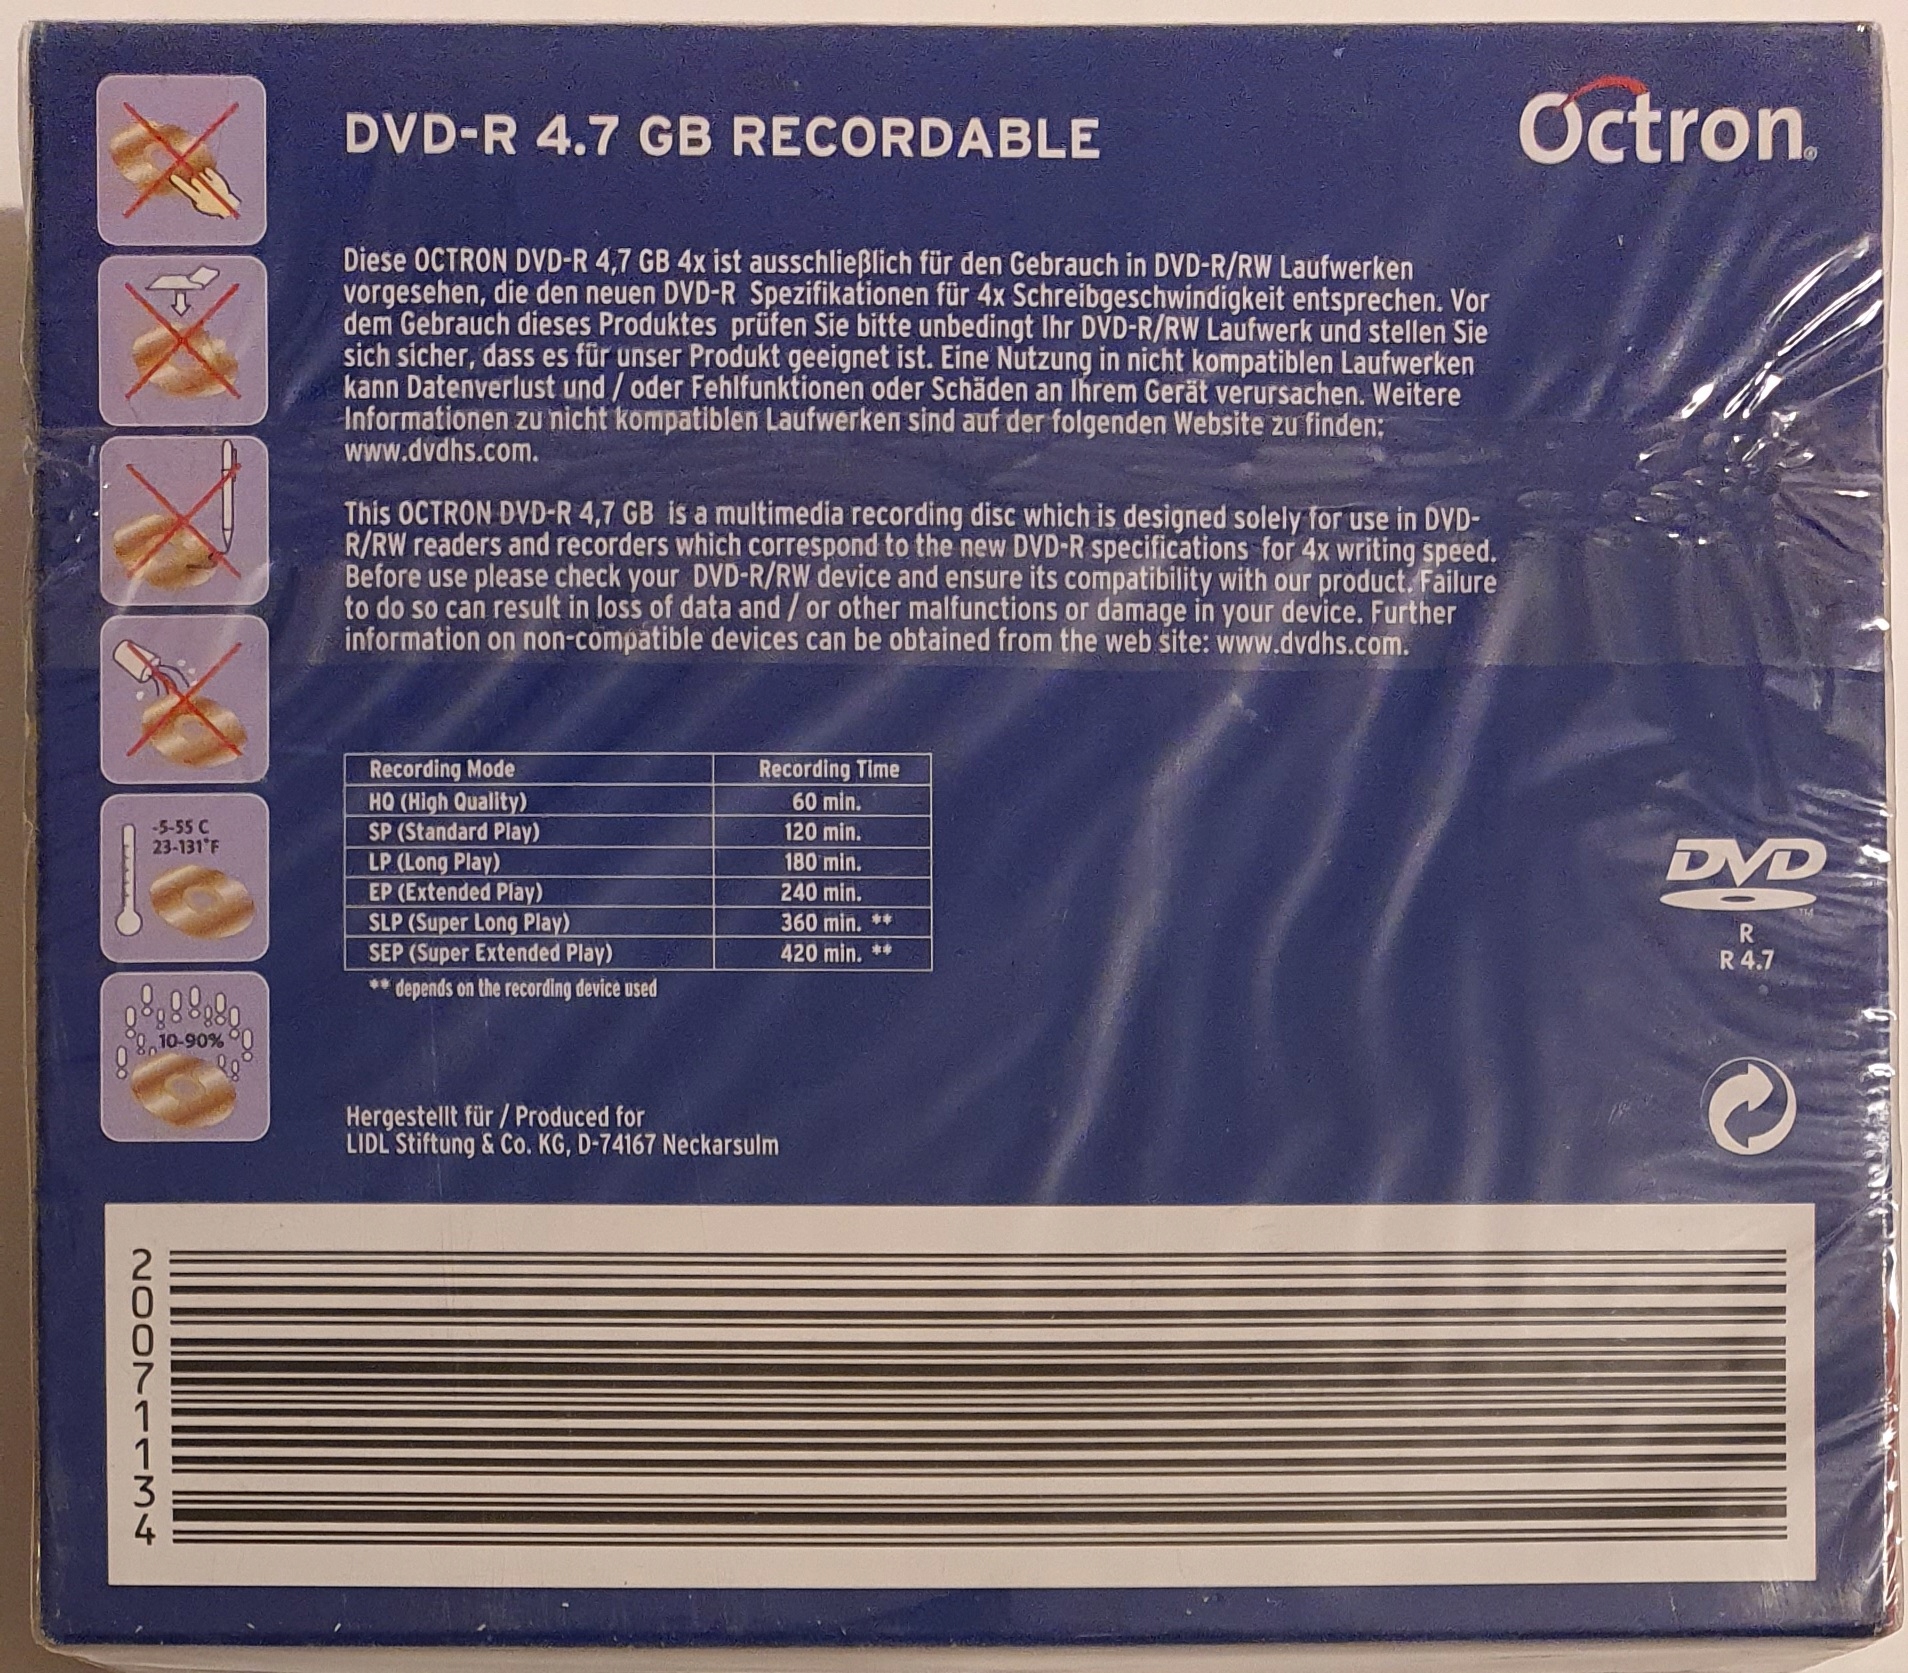 DVD-R 4.7 GB RECORDABLE
Octron®
Diese OCTRON DVD-R 4,7 GB 4x ist ausschließlich für den Gebrauch in DVD-R/RW Laufwerken
vorgesehen, die den neuen DVD-R Spezifikationen für 4x Schreibgeschwindigkeit entsprechen. Vor
dem Gebrauch dieses Produktes prüfen Sie bitte unbedingt Ihr DVD-R/RW Laufwerk und stellen Sie
sich sicher, dass es für unser Produkt geeignet ist. Eine Nutzung in nicht kompatiblen Laufwerken
kann Datenverlust und / oder Fehlfunktionen oder Schäden an Ihrem Gerät verursachen. Weitere
Informationen zu nicht kompatiblen Laufwerken sind auf der folgenden Website zu finden:
www.dvdhs.com.
This OCTRON DVD-R 4,7 GB is a multimedia recording disc which is designed solely for use in DVD-
R/RW readers and recorders which correspond to the new DVD-R specifications for 4x writing speed.
Before use please check your DVD-R/RW device and ensure its compatibility with our product. Failure
to do so can result in loss of data and / or other malfunctions or damage in your device. Further
information on non-compatible devices can be obtained from the web site: www.dvdhs.com.
Recording Mode Recording Time
HQ (High Quality) 60 min.
SP (Standard Play) 120 min.
LP (Long Play) 180 min.
EP (Extended Play) 240 min.
SLP (Super Long Play) 360 min. **
SEP (Super Extended Play) 420 min. **
** depends on the recording device used
-5-55 C
23-131°F
10-90%
DVD
TM
R
R 4.7
Hergestellt für / Produced for
LIDL Stiftung & Co. KG, D-74167 Neckarsulm
20071134